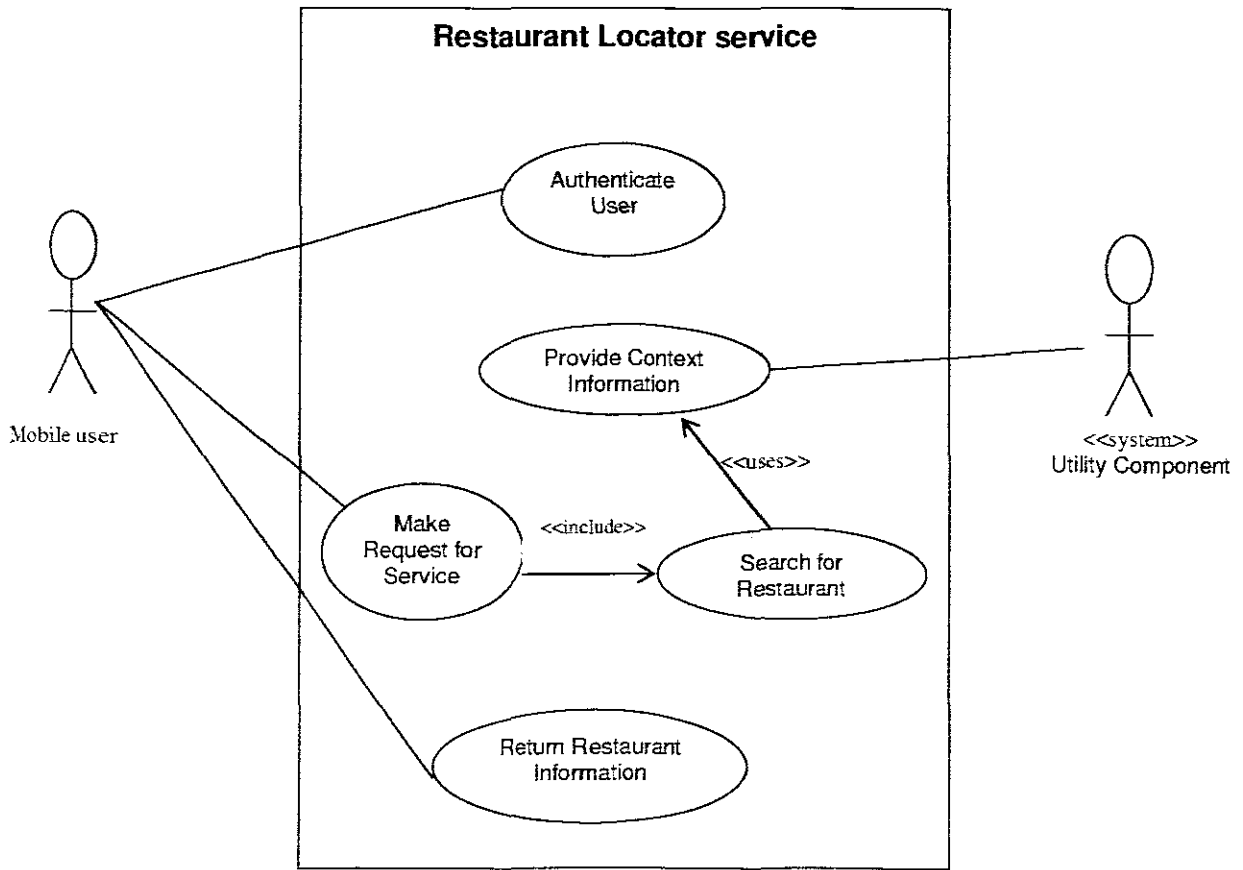 Restaurant Locator service
Authenticate
User
Provide Context
Information
Mobile user
<<system>>
Utility Component
<<uses>>
Make
Request for
Service
<<include>>
Search for
Restaurant
Return Restaurant
Information